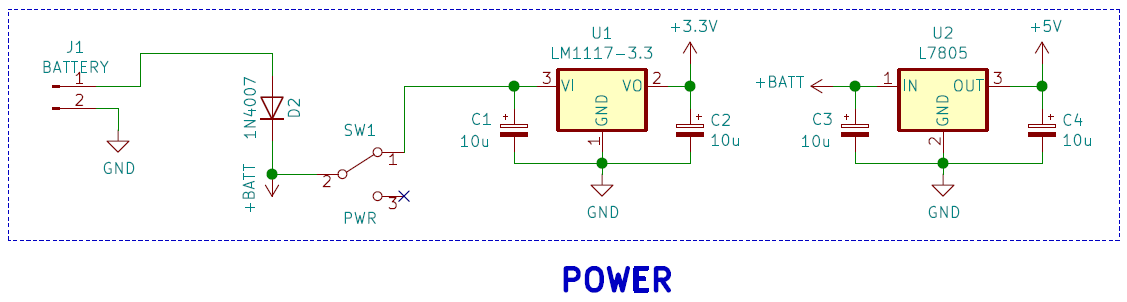 J1
BATTERY
1
2
GND
1N4007
D2
+BATT
SW1
1
2
3
PWR
U1
LM1117-3.3
3
VI
VO
2
GND
1
+3.3V
+
C1
10u
+
C2
10u
GND
U2
L7805
+BATT
1
IN
OUT
3
GND
2
+5V
+
C3
10u
+
C4
10u
GND
POWER